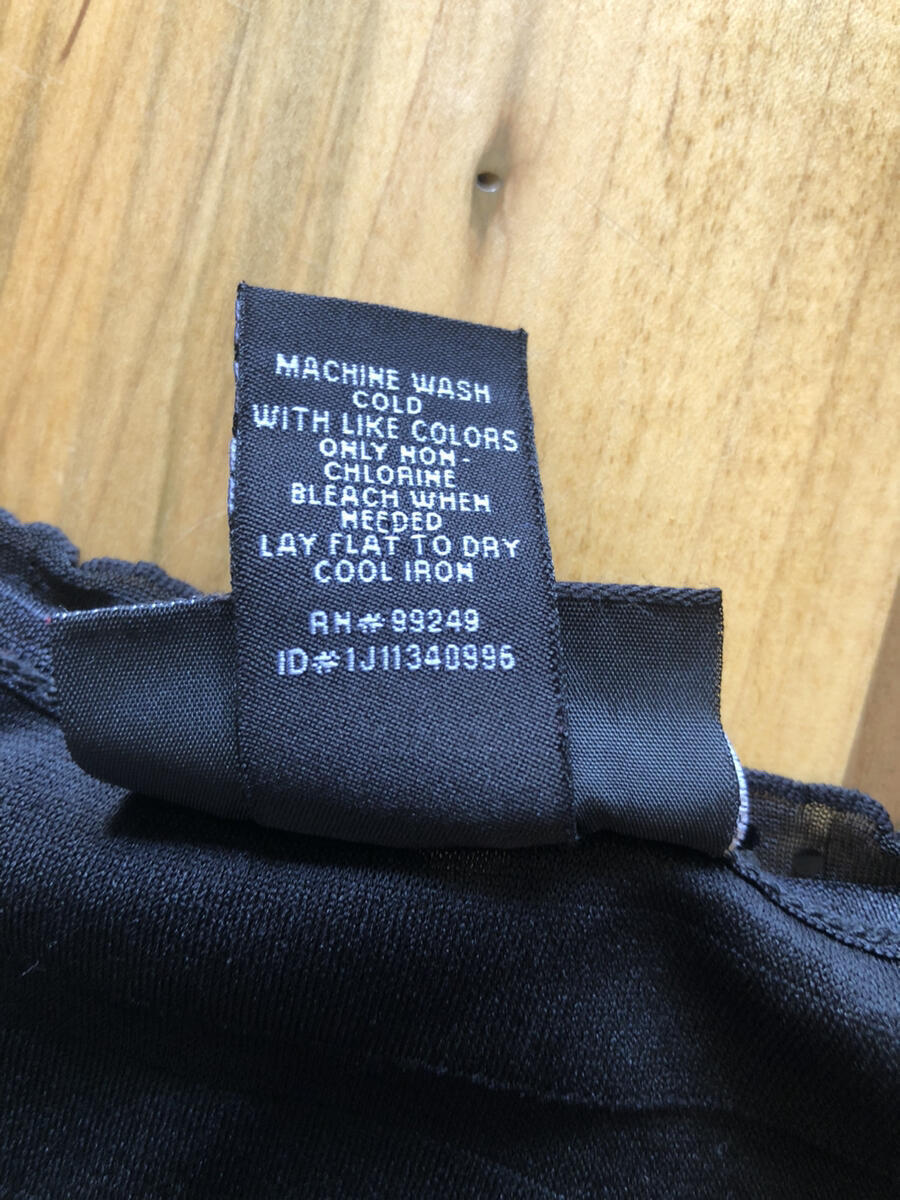 MACHINE WASH
COLD
WITH LIKE COLORS
ONLY NON-
CHLORINE
BLEACH WHEN
NEEDED
LAY FLAT TO DRY
COOL IRON
RN#99249
ID#1J11340996